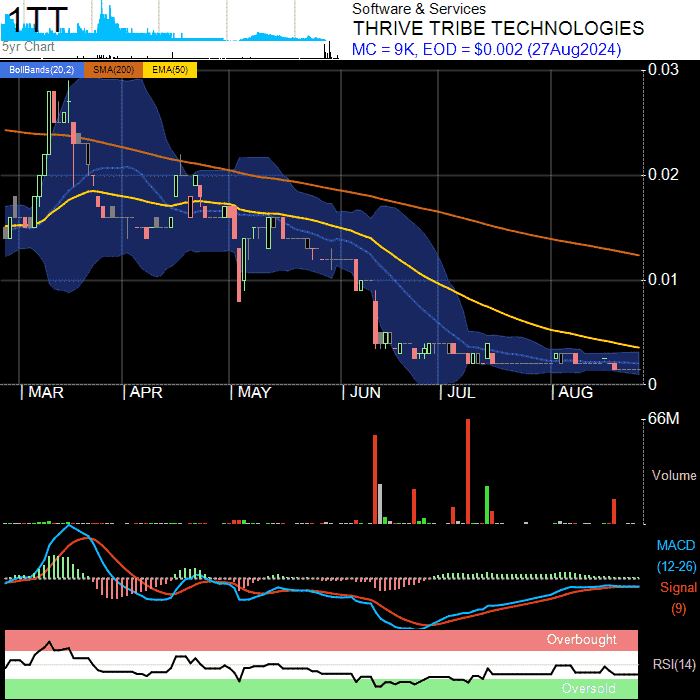 1TT
5yr Chart
Software & Services
THRIVE TRIBE TECHNOLOGIES
MC = 9K, EOD = $0.002 (27Aug2024)
BollBands(20,2) SMA(200) EMA(50)
0.03
0.02
0.01
0
MAR APR MAY JUN JUL AUG
66M
Volume
MACD
(12-26)
Signal
(9)
Overbought
RSI(14)
Oversold